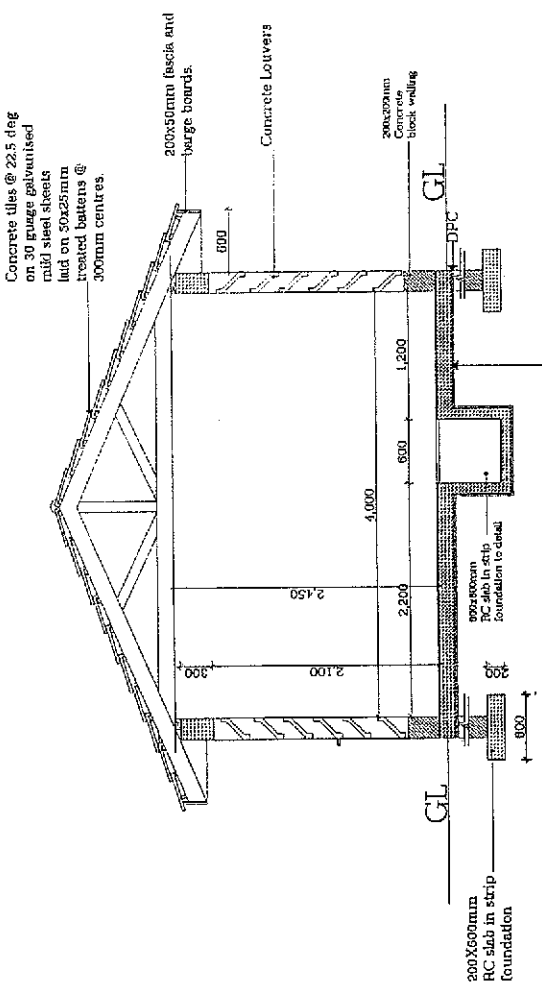 Concrete tiles @ 22.5 deg
on 30 guage galvanised
mild steel sheets
laid on 50x25mm
treated battens @
300mm centres.
200x50mm fascia and
barge boards.
600
Concrete Louvers
200x200mm
Concrete
block walling
GL
DPC
1,200
600
4,000
2,200
2,450
300
2,100
200
RC slab in strip
foundation to detail
GL
600
200X600mm
RC slab in strip
foundation